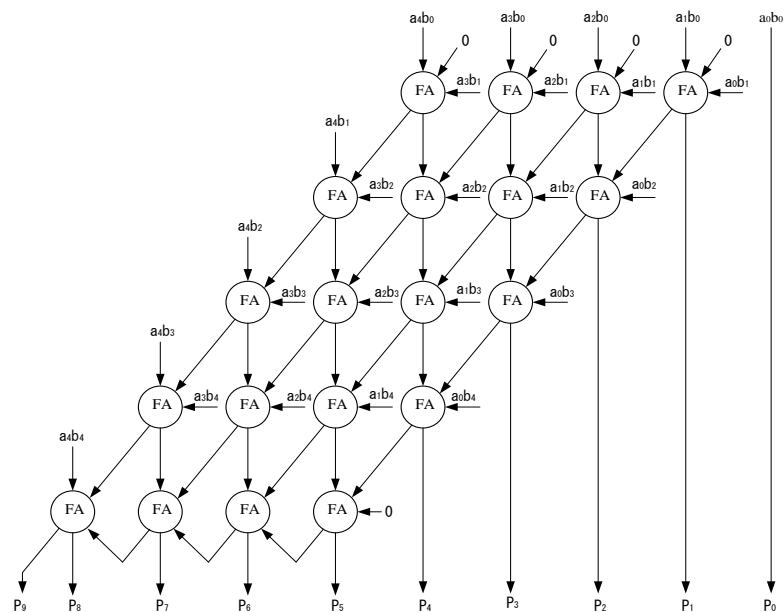 a4b0 a3b0 a2b0 a1b0 a0b0
0 0 0 0
FA a3b1 FA a2b1 FA a1b1 FA a0b1
a4b1
FA a3b2 FA a2b2 FA a1b2 FA a0b2
a4b2
FA a3b3 FA a2b3 FA a1b3 FA a0b3
a4b3
FA a3b4 FA a2b4 FA a1b4 FA a0b4
a4b4
FA FA FA FA 0
P9 P8 P7 P6 P5 P4 P3 P2 P1 P0